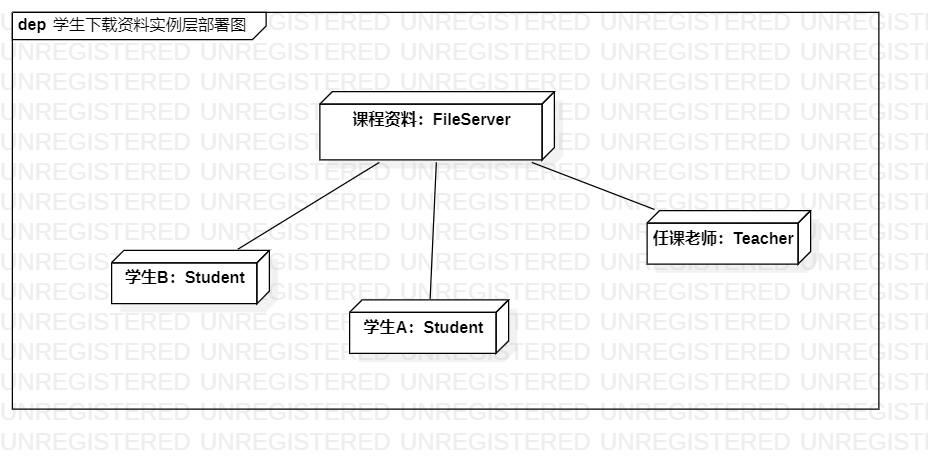 dep 学生下载资料实例层部署图
课程资料：FileServer
任课老师：Teacher
学生B：Student
学生A：Student
UNREGISTERED UNREGISTERED UNREGISTERED UNREGISTERED UNREGISTERED